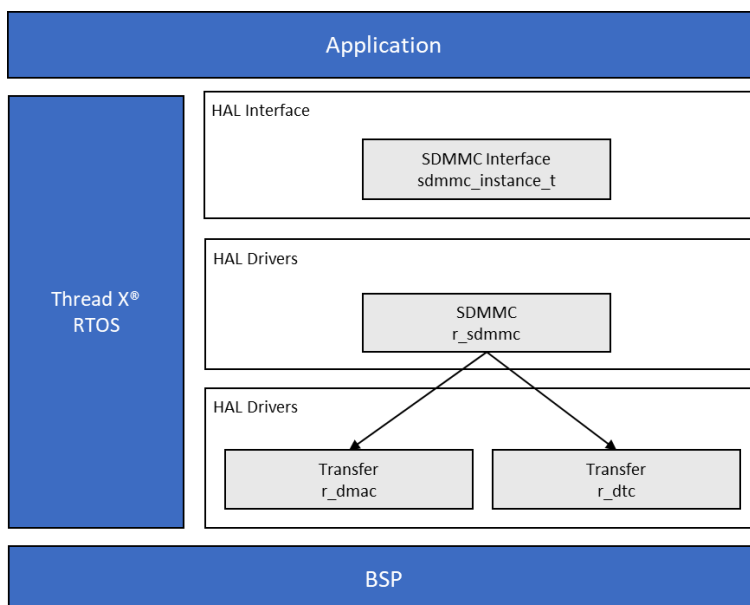 Application
Thread X®
RTOS
HAL Interface
SDMMC Interface
sdmmc_instance_t
HAL Drivers
SDMMC
r_sdmmc
HAL Drivers
Transfer
r_dmac
Transfer
r_dtc
BSP